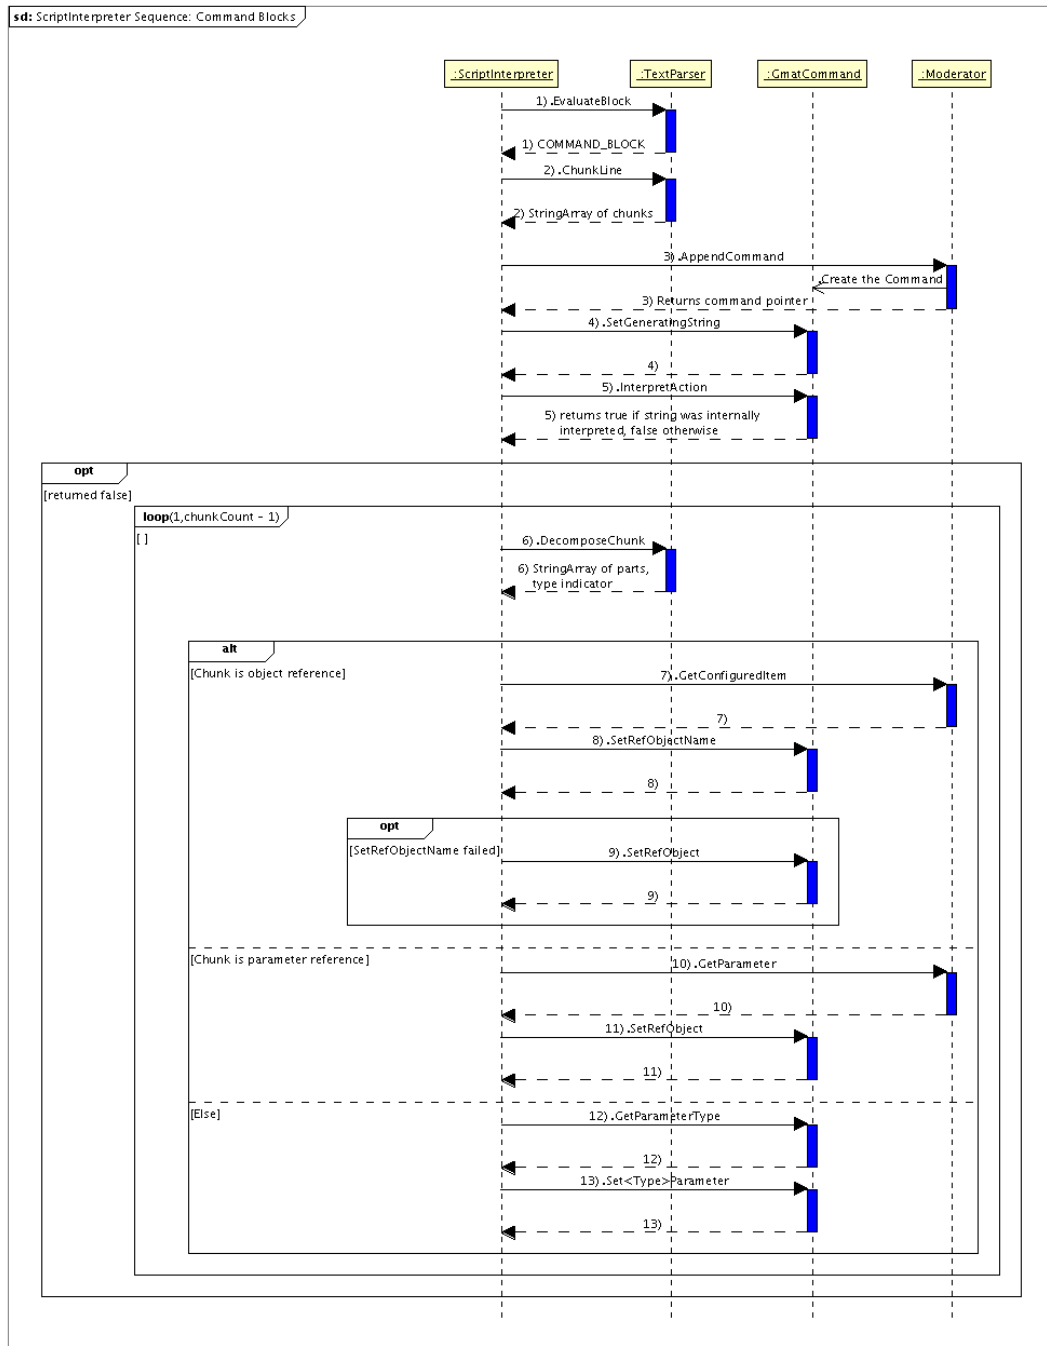 sd: ScriptInterpreter Sequence: Command Blocks
:ScriptInterpreter
:TextParser
:GmatCommand
:Moderator
1).EvaluateBlock
1) COMMAND_BLOCK
2).ChunkLine
2) StringArray of chunks
3).AppendCommand
.Create the Command
3) Returns command pointer
4).SetGeneratingString
4)
5).InterpretAction
5) returns true if string was internally
interpreted, false otherwise
opt
[returned false]
loop(1,chunkCount - 1)
[ ]
6).DecomposeChunk
6) StringArray of parts,
type indicator
alt
[Chunk is object reference]
7).GetConfiguredItem
7)
8).SetRefObjectName
8)
opt
[SetRefObjectName failed]
9).SetRefObject
9)
[Chunk is parameter reference]
10).GetParameter
10)
11).SetRefObject
11)
[Else]
12).GetParameterType
12)
13).Set<Type>Parameter
13)